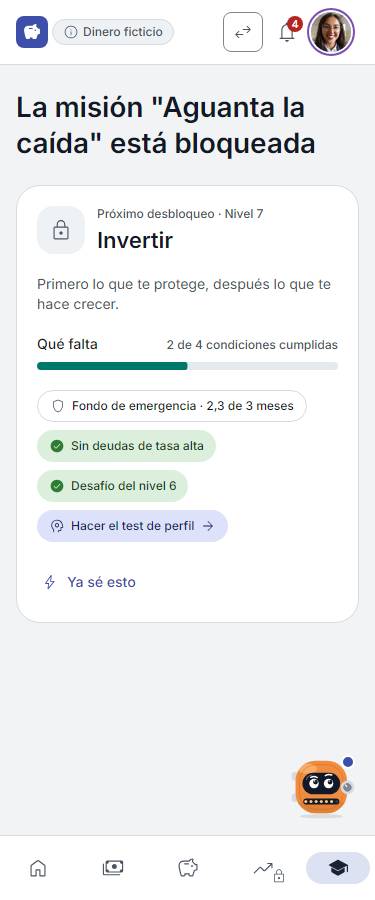 Dinero ficticio
4
La misión "Aguanta la
caída" está bloqueada
Próximo desbloqueo · Nivel 7
Invertir
Primero lo que te protege, después lo que te
hace crecer.
Qué falta
2 de 4 condiciones cumplidas
Fondo de emergencia · 2,3 de 3 meses
Sin deudas de tasa alta
Desafío del nivel 6
Hacer el test de perfil
Ya sé esto